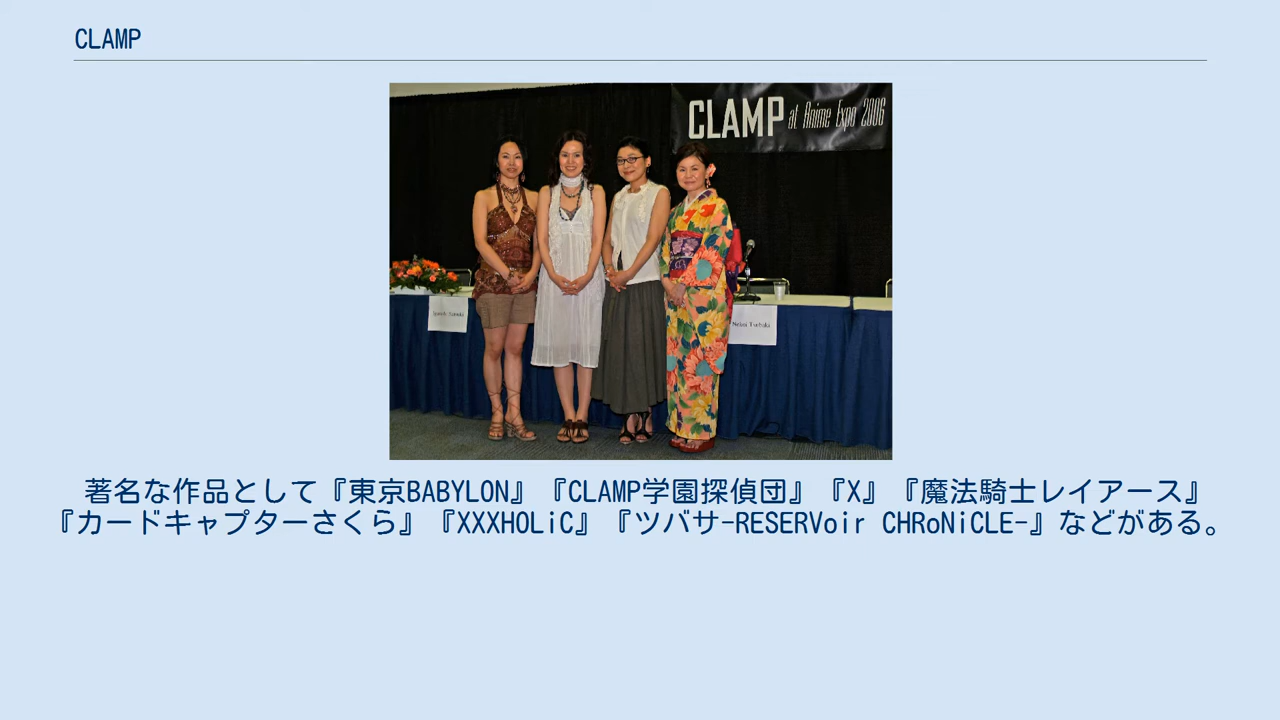 CLAMP
CLAMP at Anime Expo 2006
著名な作品として『東京BABYLON』『CLAMP学園探偵団』『X』『魔法騎士レイアース』
『カードキャプターさくら』『XXXHOLiC』『ツバサ-RESERVoir CHRoNiCLE-』などがある。